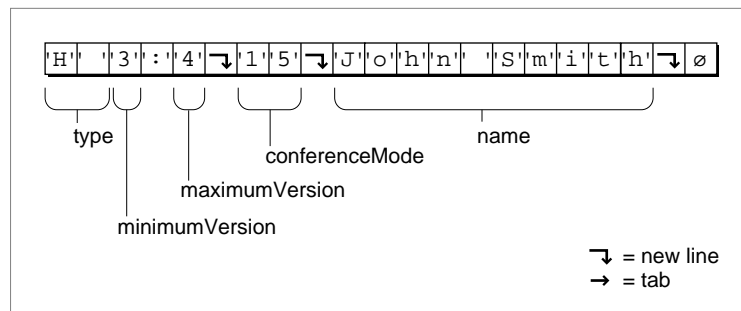 'H' ' ' '3' ':' '4' ↴ '1' '5' ↴ 'J' 'o' 'h' 'n' ' ' 'S' 'm' 'i' 't' 'h' ↴ ø
type
name
conferenceMode
maximumVersion
minimumVersion
↴ = new line
→ = tab